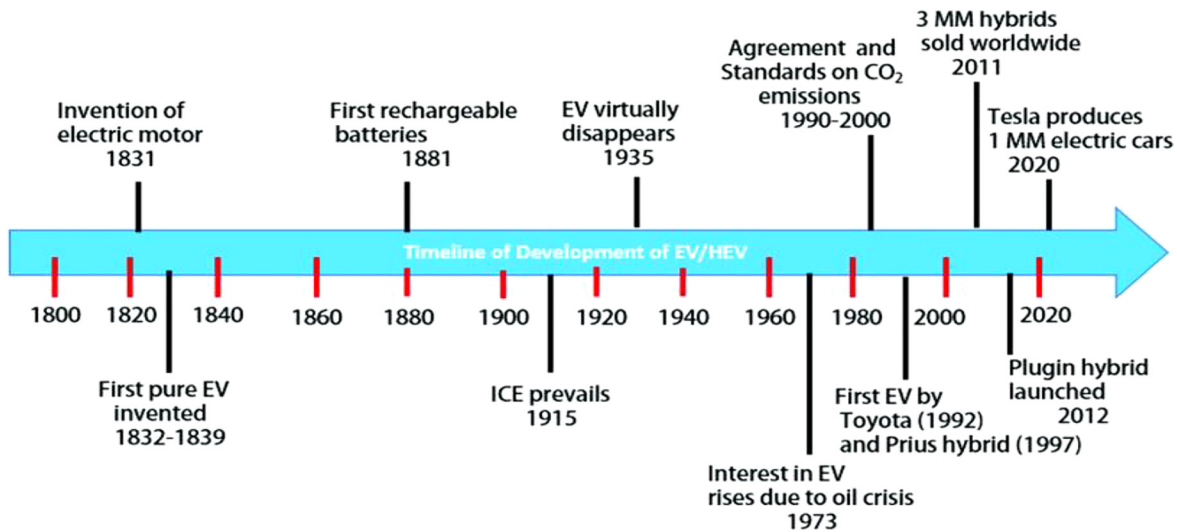 3 MM hybrids
sold worldwide
2011
Agreement and
Standards on CO₂
emissions
1990-2000
Invention of
electric motor
1831
First rechargeable
batteries
1881
EV virtually
disappears
1935
Tesla produces
1 MM electric cars
2020
Timeline of Development of EV/HEV
1800
1820
1840
1860
1880
1900
1920
1940
1960
1980
2000
2020
First pure EV
invented
1832-1839
ICE prevails
1915
Interest in EV
rises due to oil crisis
1973
First EV by
Toyota (1992)
and Prius hybrid (1997)
Plugin hybrid
launched
2012